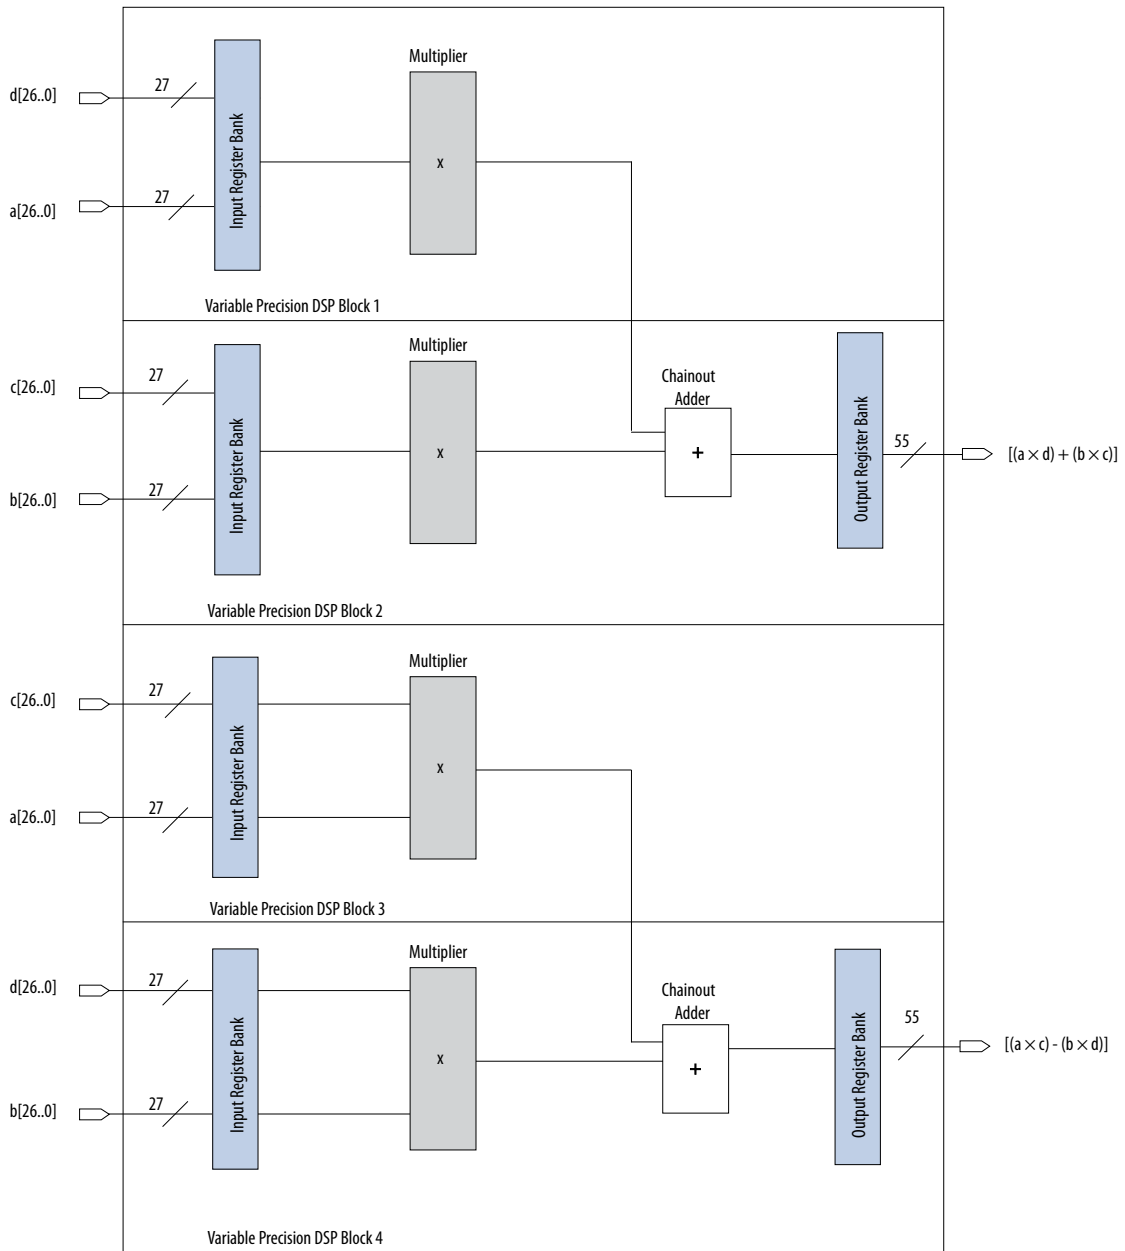 Multiplier
27
d[26..0]
Input Register Bank
x
27
a[26..0]
Variable Precision DSP Block 1
Multiplier
27
c[26..0]
Input Register Bank
x
Chainout
Adder
+
Output Register Bank
55
[(a × d) + (b × c)]
27
b[26..0]
Variable Precision DSP Block 2
Multiplier
27
c[26..0]
Input Register Bank
x
27
a[26..0]
Variable Precision DSP Block 3
Multiplier
27
d[26..0]
Input Register Bank
x
Chainout
Adder
+
Output Register Bank
55
[(a × c) - (b × d)]
27
b[26..0]
Variable Precision DSP Block 4